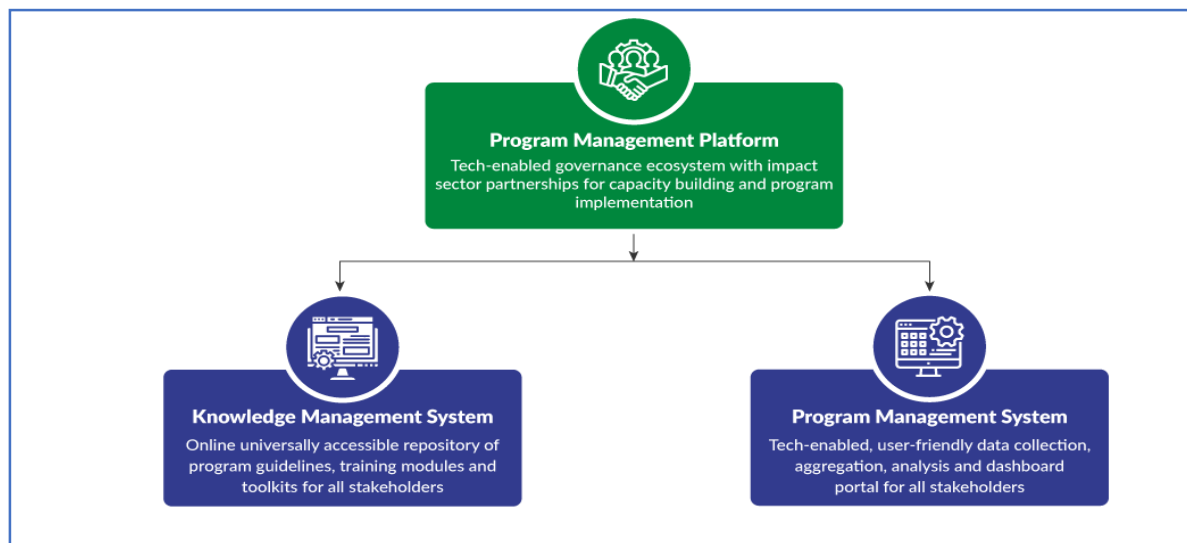 Program Management Platform
Tech-enabled governance ecosystem with impact
sector partnerships for capacity building and program
implementation
Knowledge Management System
Online universally accessible repository of
program guidelines, training modules and
toolkits for all stakeholders
Program Management System
Tech-enabled, user-friendly data collection,
aggregation, analysis and dashboard
portal for all stakeholders